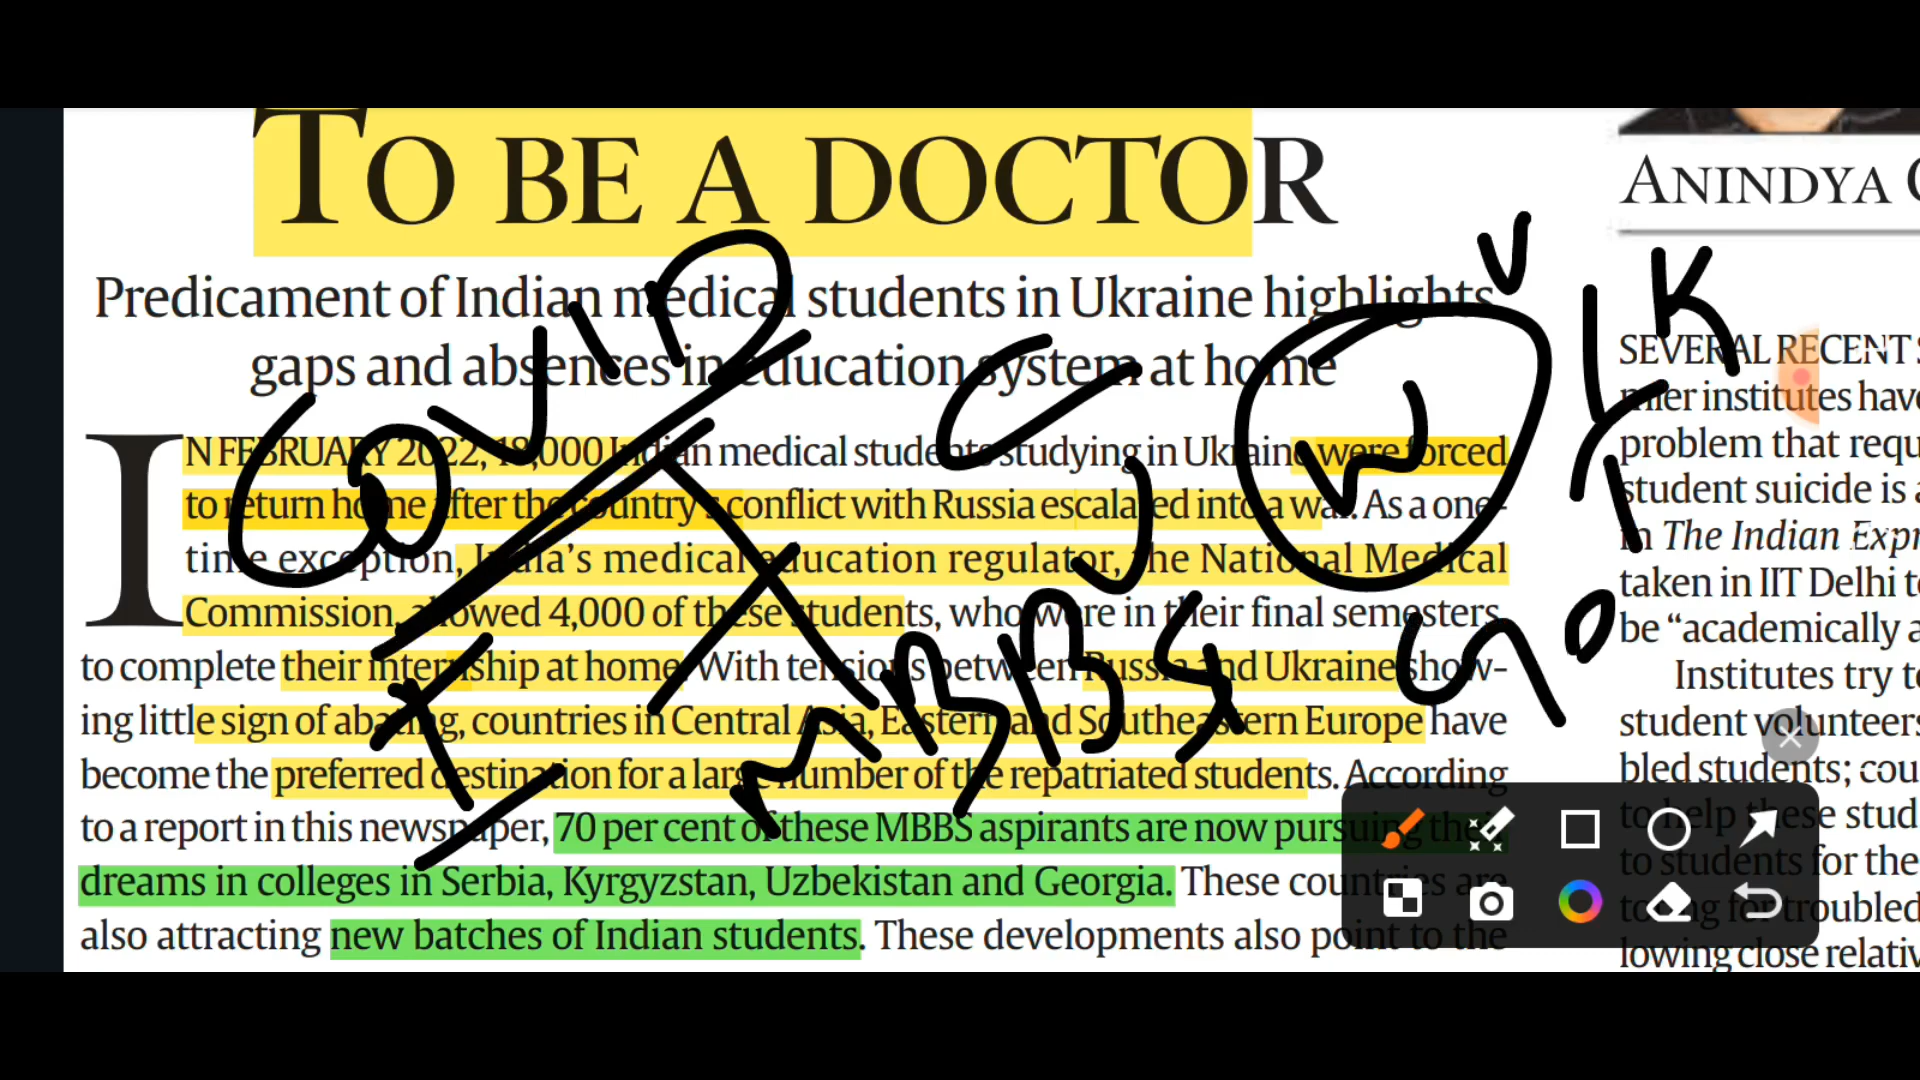 TO BE A DOCTOR
Predicament of Indian medical students in Ukraine highlights
gaps and absences in education system at home
IN FEBRUARY 2022, 18,000 Indian medical students studying in Ukraine were forced
to return home after the country's conflict with Russia escalated into a war. As a one-
time exception, India's medical education regulator, the National Medical
Commission, allowed 4,000 of these students, who were in their final semesters,
to complete their internship at home. With tensions between Russia and Ukraine show-
ing little sign of abating, countries in Central Asia, Eastern and Southeastern Europe have
become the preferred destination for a large number of the repatriated students. According
to a report in this newspaper, 70 per cent of these MBBS aspirants are now pursuing their
dreams in colleges in Serbia, Kyrgyzstan, Uzbekistan and Georgia. These countries are
also attracting new batches of Indian students. These developments also point to the
COVID
MBBS
ANINDYA
SEVERAL RECENT
mier institutes have
problem that requ
student suicide is a
in The Indian Expr
taken in IIT Delhi to
be "academically a
Institutes try to
student volunteers
bled students; cou
to help these stud
to students for the
troubled
lowing close relativ